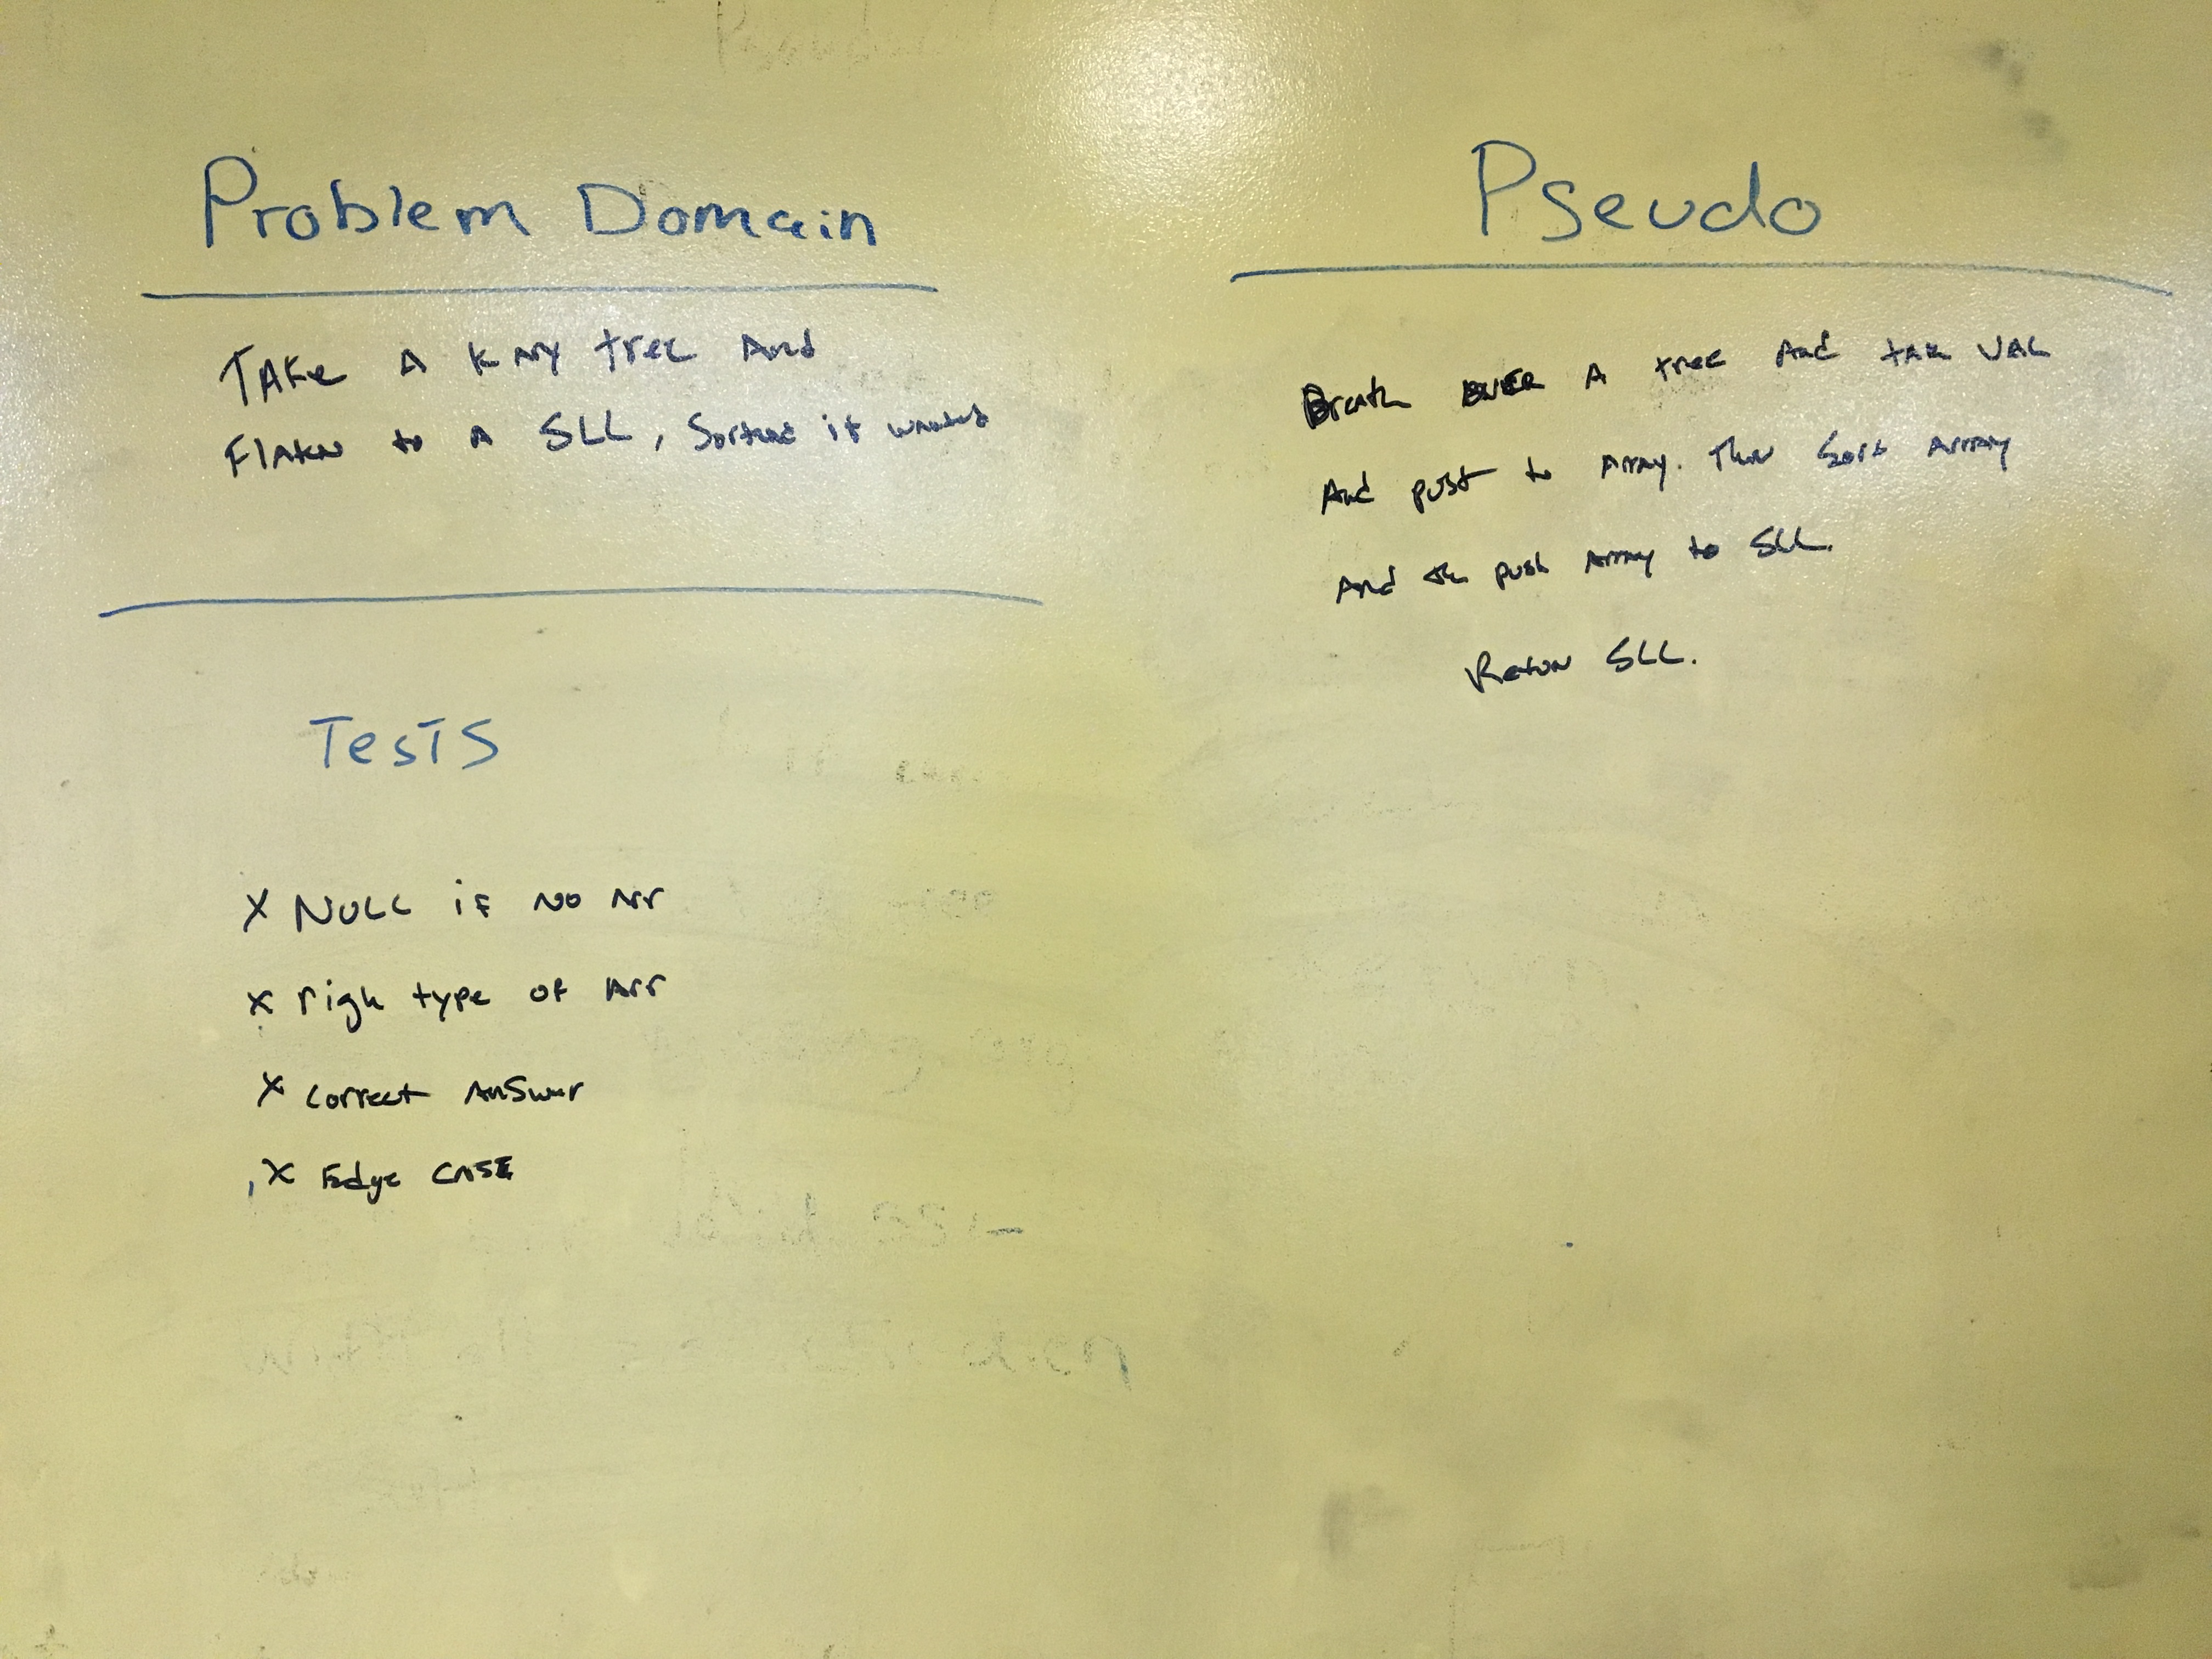 Problem Domain
TAKe A K Ary tree And
FlAten to A SLL, Sorted if wanted
Tests
X NULL if NO Arr
X righ type of Arr
X Correct AnSwer
X Edge CASE
Pseudo
Breath OVER A tree And take VAL
And push to Array. Then Sort Array
And then push Array to SLL.
Return SLL.